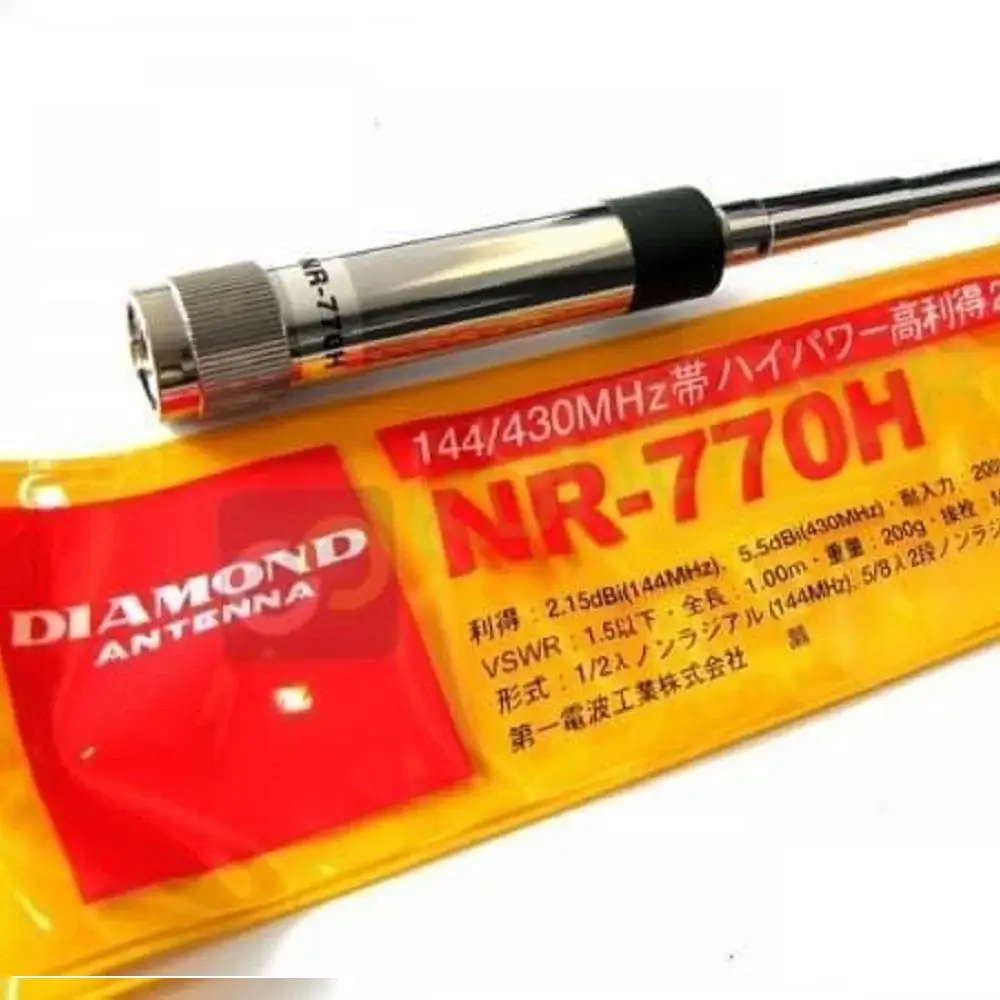 NR-770H
144/430MHz帯 ハイパワー高利得
NR-770H
DIAMOND
ANTENNA
利得：2.15dBi(144MHz)、5.5dBi(430MHz)・耐入力：200
VSWR：1.5以下・全長：1.00m・重量：200g・接栓：M
形式：1/2λノンラジアル(144MHz)、5/8λ2段ノンラジ
第一電波工業株式会社